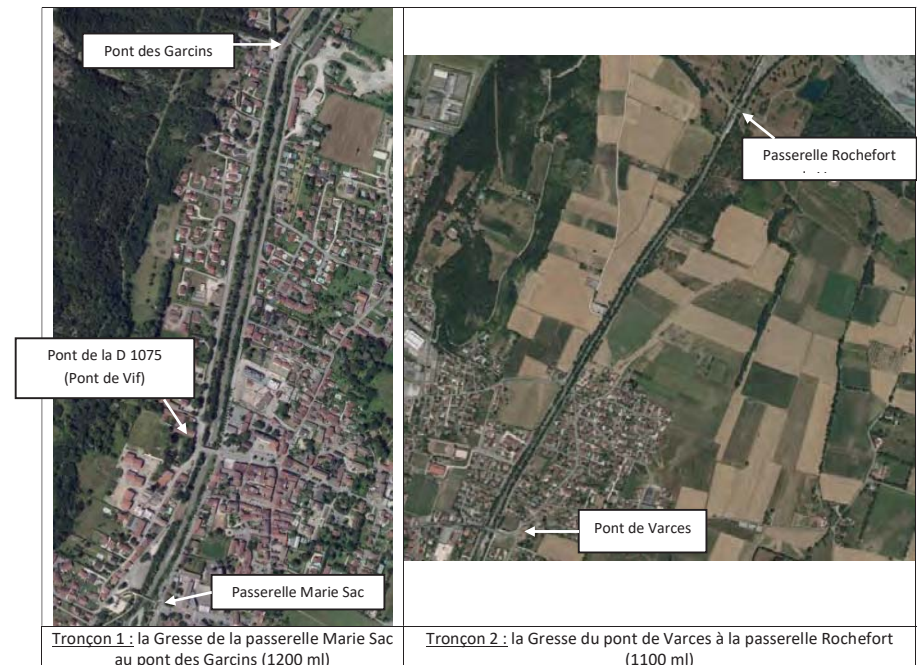 Pont des Garcins
Passerelle Rochefort
Pont de la D 1075
(Pont de Vif)
Pont de Varces
Passerelle Marie Sac
Tronçon 1 : la Gresse de la passerelle Marie Sac
au pont des Garcins (1200 ml)
Tronçon 2 : la Gresse du pont de Varces à la passerelle Rochefort
(1100 ml)